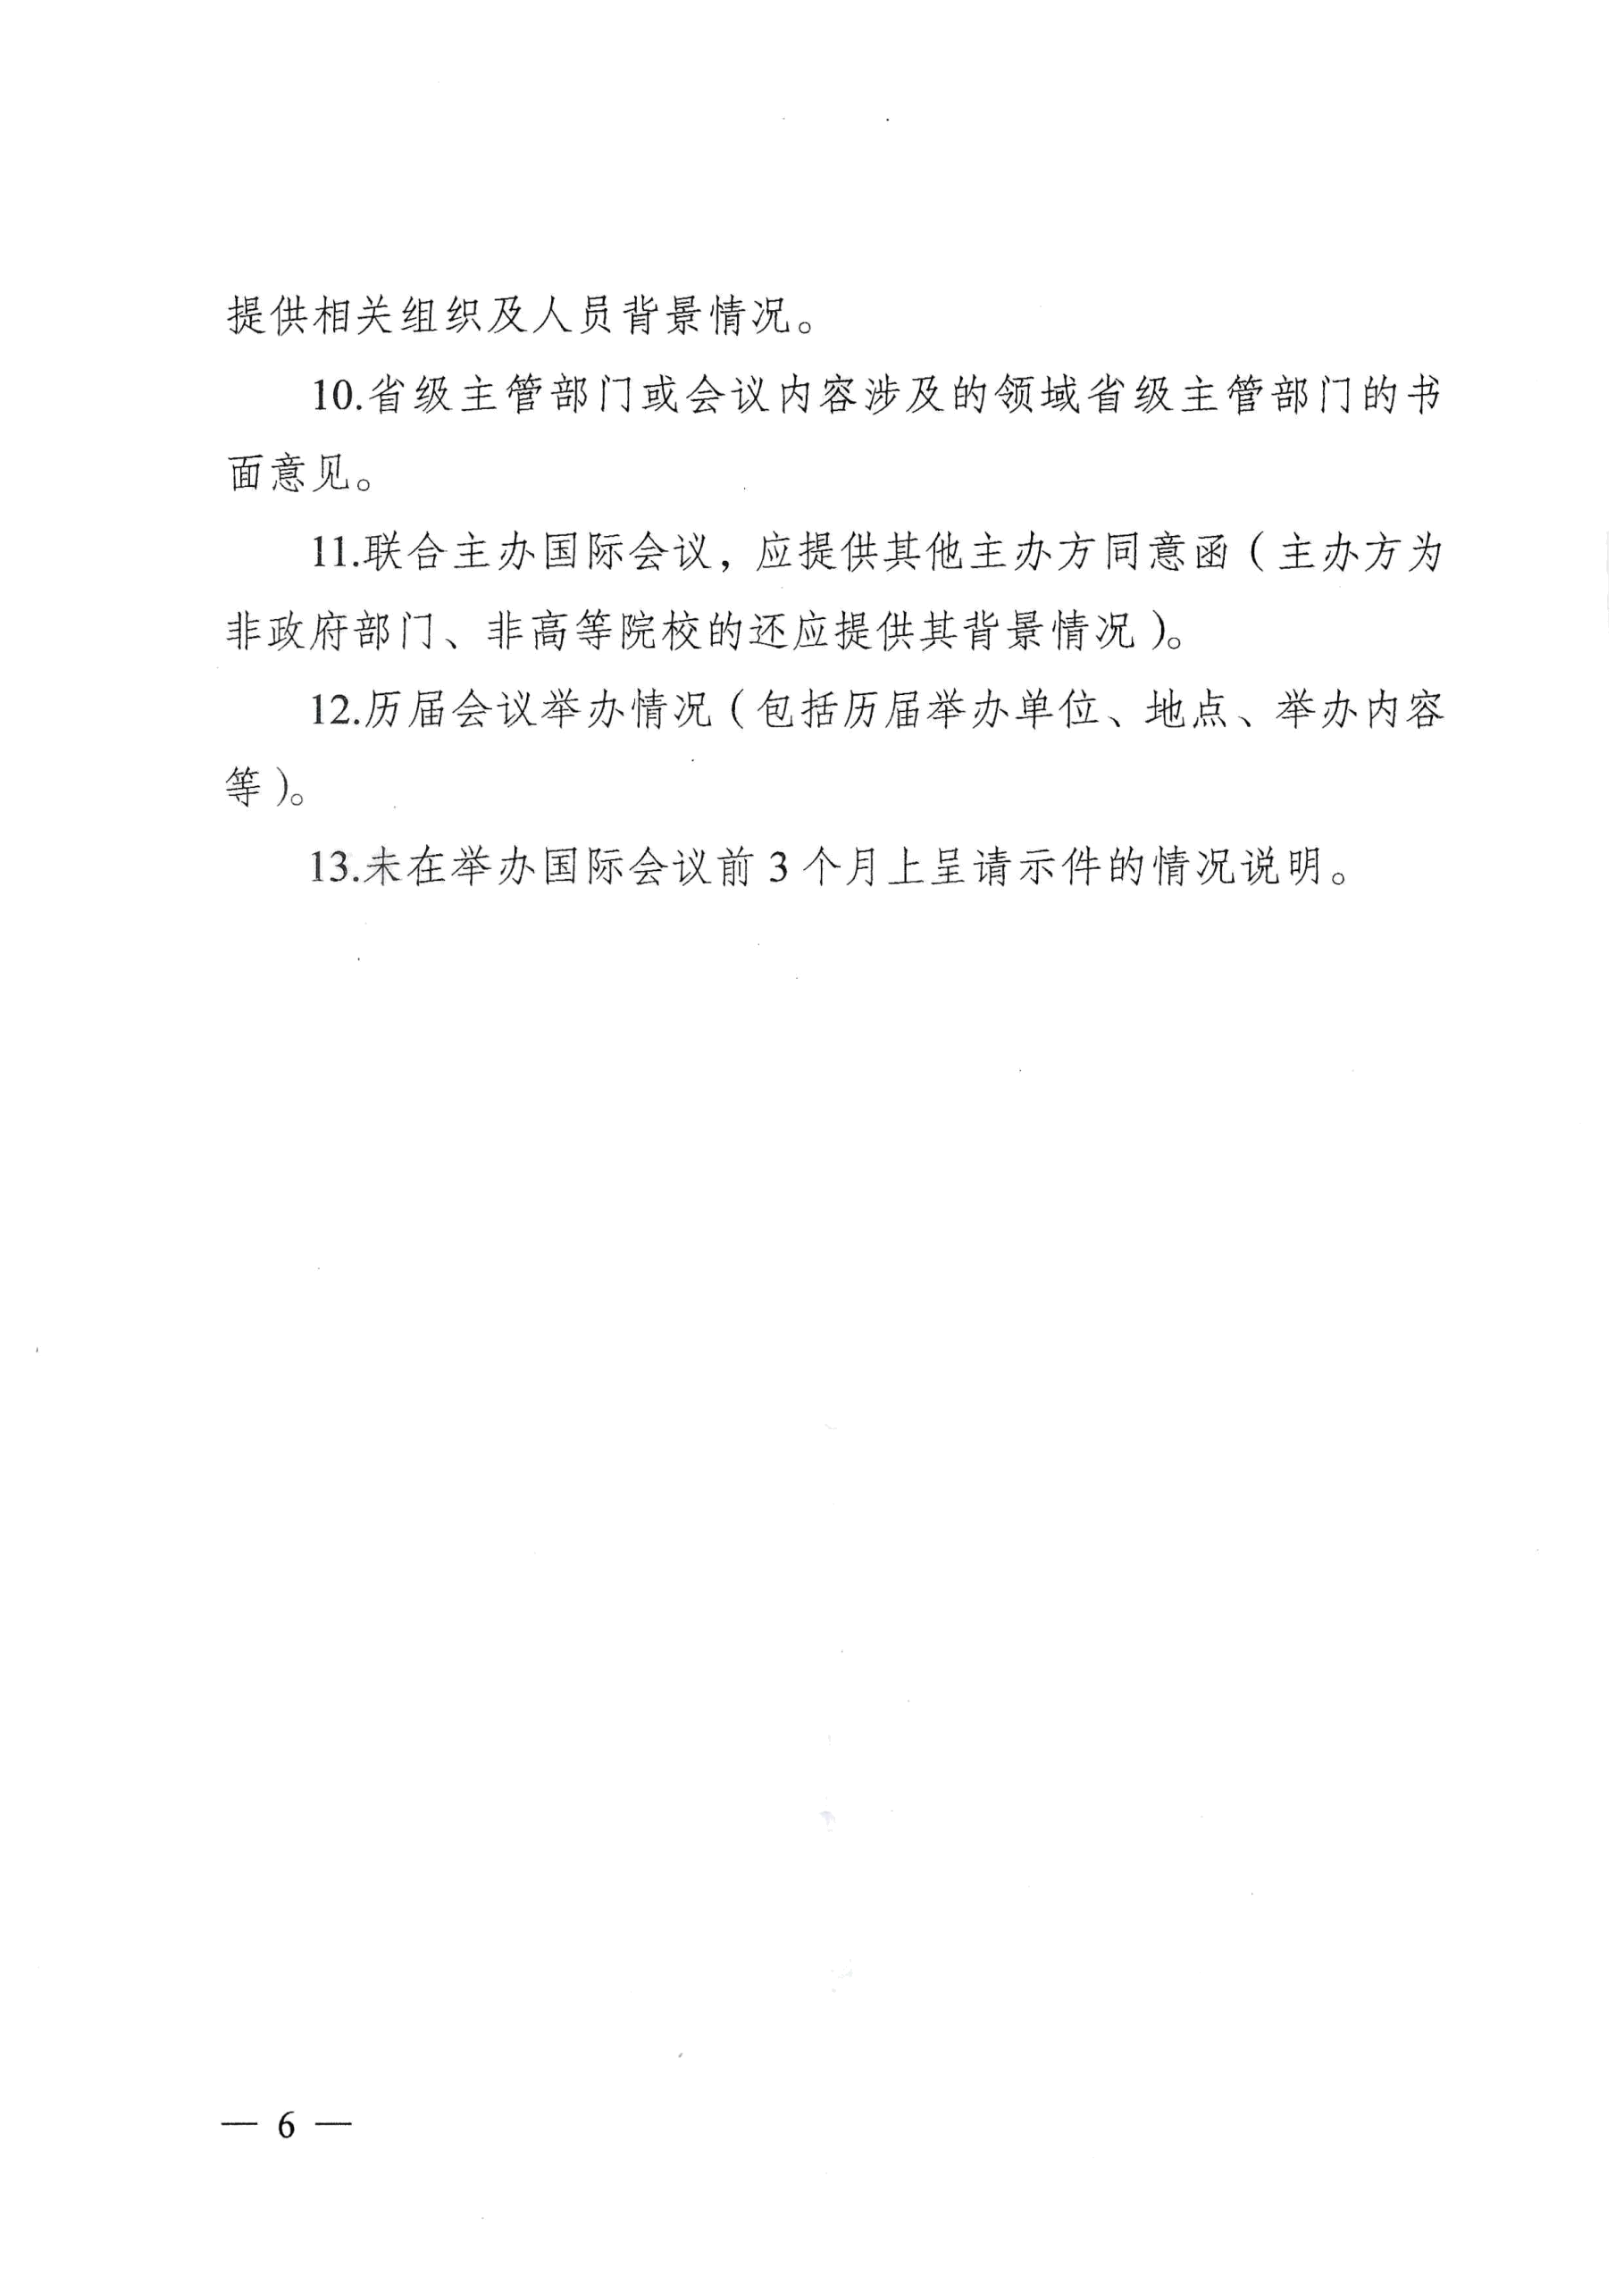 提供相关组织及人员背景情况。
10.省级主管部门或会议内容涉及的领域省级主管部门的书
面意见。
11.联合主办国际会议，应提供其他主办方同意函（主办方为
非政府部门、非高等院校的还应提供其背景情况）。
12.历届会议举办情况（包括历届举办单位、地点、举办内容
等）。
13.未在举办国际会议前 3 个月上呈请示件的情况说明。
— 6 —